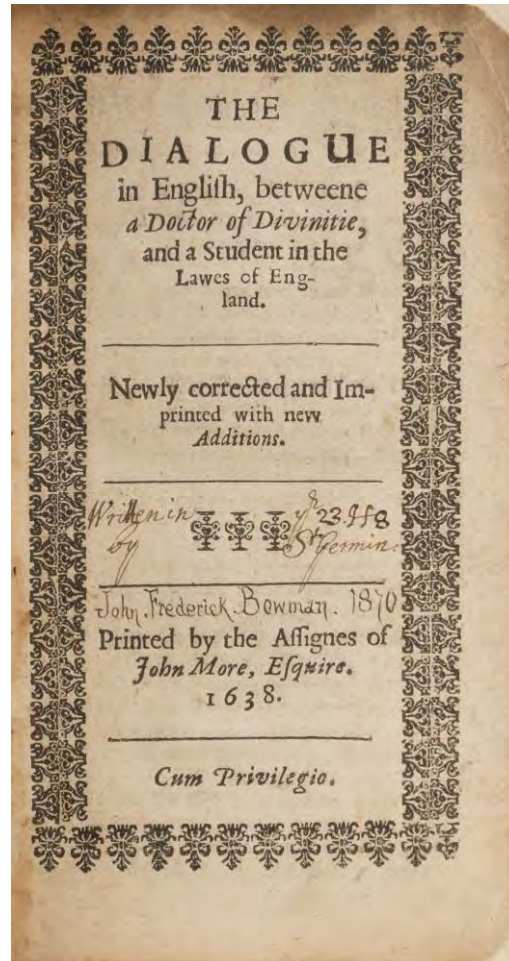 THE
DIALOGUE
in Engliſh, betweene
a Doctor of Divinitie,
and a Student in the
Lawes of Eng-
land.
Newly corrected and Im-
printed with new
Additions.
Written in yͤ 23. H 8
by St Germin.
John. Frederick. Bowman. 1870
Printed by the Aſſignes of
John More, Eſquire.
1638.
Cum Privilegio.